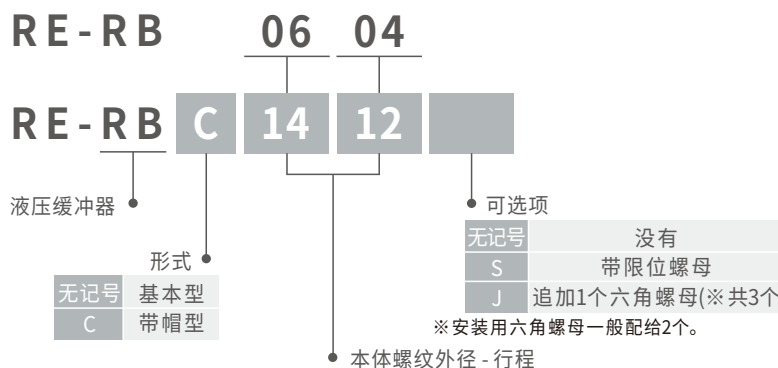 RE-RB 06 04
RE-RB C 14 12
液压缓冲器
可选项
无记号 没有
S 带限位螺母
J 追加1个六角螺母(※共3个
※安装用六角螺母一般配给2个。
形式
无记号 基本型
C 带帽型
本体螺纹外径 - 行程